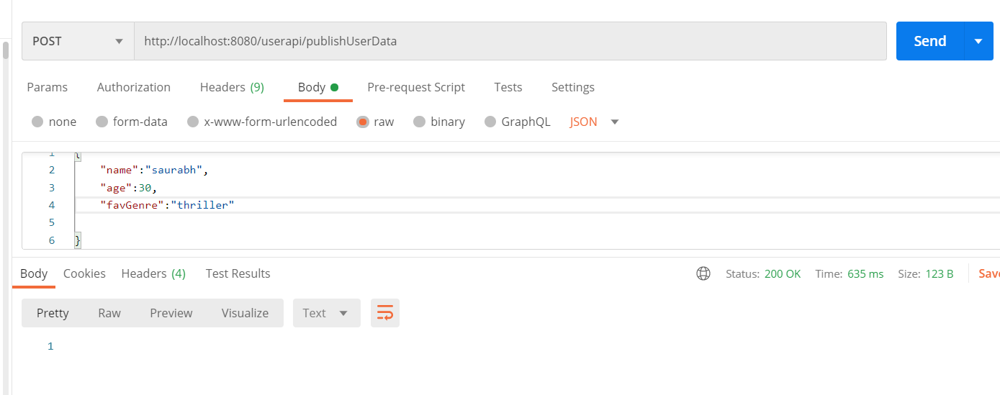 POST http://localhost:8080/userapi/publishUserData Send
Params Authorization Headers (9) Body Pre-request Script Tests Settings
none form-data x-www-form-urlencoded raw binary GraphQL JSON
1 {
2 "name":"saurabh",
3 "age":30,
4 "favGenre":"thriller"
5
6 }
Body Cookies Headers (4) Test Results Status: 200 OK Time: 635 ms Size: 123 B
Pretty Raw Preview Visualize Text
1